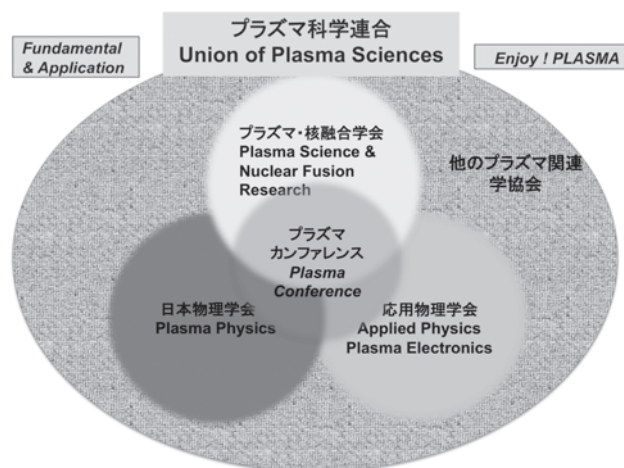 プラズマ科学連合
Union of Plasma Sciences
Fundamental
& Application
Enjoy ! PLASMA
プラズマ・核融合学会
Plasma Science &
Nuclear Fusion
Research
他のプラズマ関連
学協会
プラズマ
カンファレンス
Plasma
Conference
日本物理学会
Plasma Physics
応用物理学会
Applied Physics
Plasma Electronics